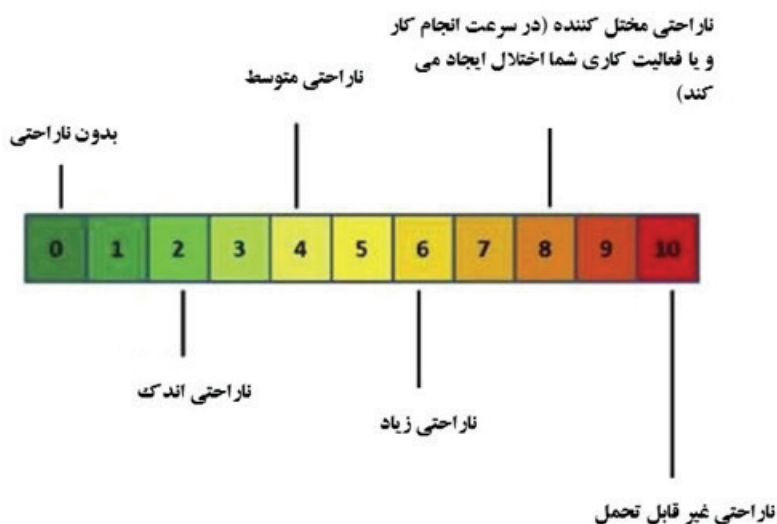 ناراحتی مختل کننده (در سرعت انجام کار
و یا فعالیت کاری شما اختلال ایجاد می
کند)
ناراحتی متوسط
بدون ناراحتی
0 1 2 3 4 5 6 7 8 9 10
ناراحتی اندک
ناراحتی زیاد
ناراحتی غیر قابل تحمل